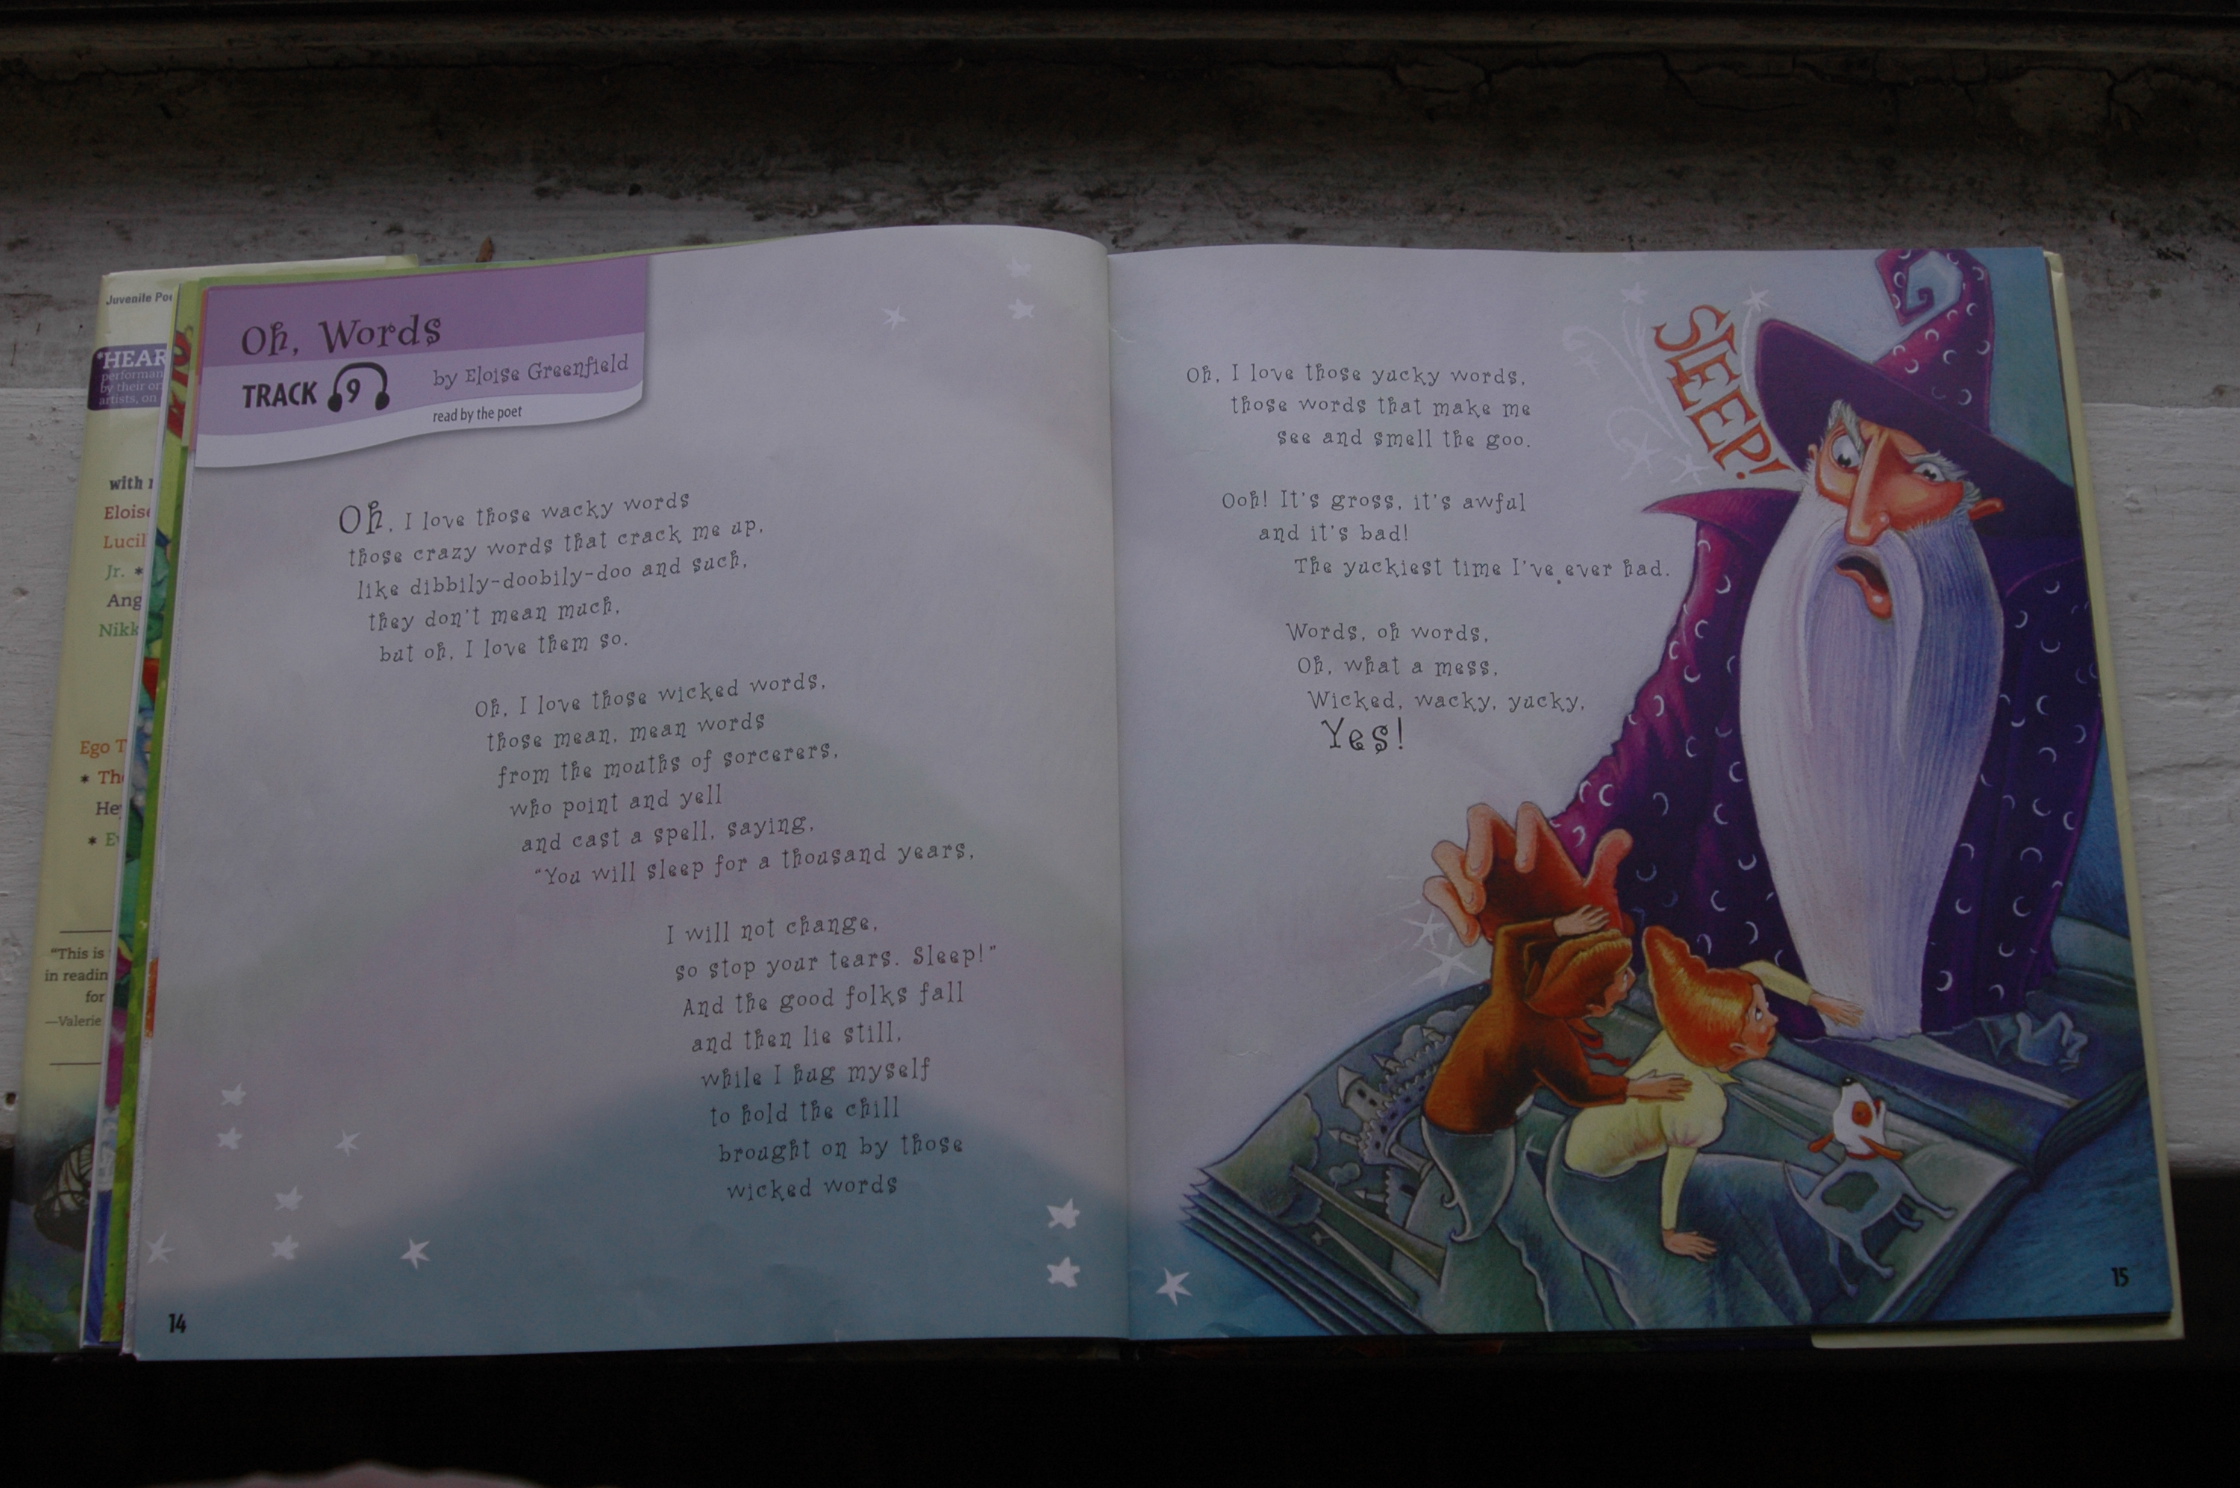 Juvenile
*HEAR
performan
by their or
artists, on
with
Eloise
Lucil
Jr. *
Ang
Nikk
Ego T
* Th
He
* E
"This is
in readin
for
—Valerie
Oh, Words
TRACK 9
by Eloise Greenfield
read by the poet
Oh, I love those wacky words
those crazy words that crack me up,
like dibbily-doobily-doo and such,
they don't mean much,
but oh, I love them so.
Oh, I love those wicked words,
those mean, mean words
from the mouths of sorcerers,
who point and yell
and cast a spell, saying,
"You will sleep for a thousand years,
I will not change,
so stop your tears. Sleep!"
And the good folks fall
and then lie still,
while I hug myself
to hold the chill
brought on by those
wicked words
14
Oh, I love those yucky words,
those words that make me
see and smell the goo.
Ooh! It's gross, it's awful
and it's bad!
The yuckiest time I've ever had.
Words, oh words,
Oh, what a mess,
Wicked, wacky, yucky,
Yes!
SLEEP!
15